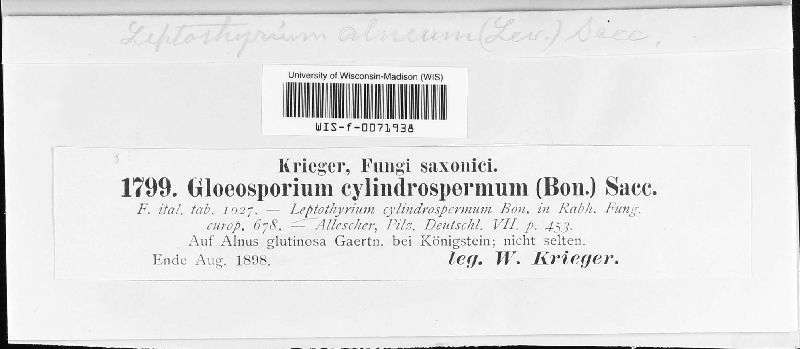 Leptothyrium alneum (Lev.) Sacc.
University of Wisconsin-Madison (WIS)
WIS-f-0071938
Krieger, Fungi saxonici.
1799. Gloeosporium cylindrospermum (Bon.) Sacc.
F. ital. tab. 1027. — Leptothyrium cylindrospermum Bon. in Rabh. Fung.
europ. 678. — Allescher, Pilz. Deutschl. VII. p. 453.
Auf Alnus glutinosa Gaertn. bei Königstein; nicht selten.
Ende Aug. 1898. leg. W. Krieger.